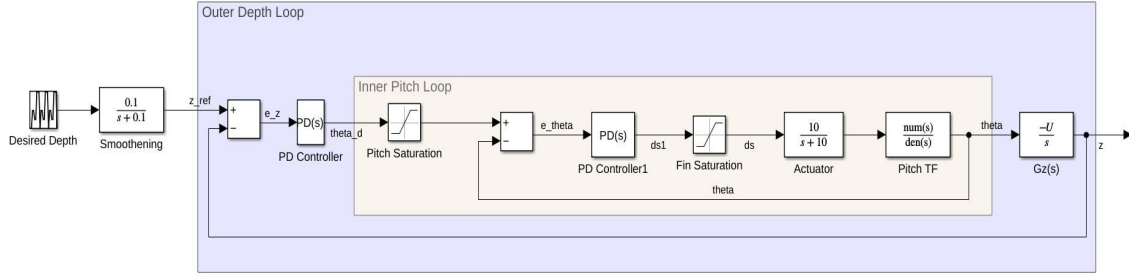 Outer Depth Loop
Inner Pitch Loop
Desired Depth
0.1
s + 0.1
Smoothening
z_ref
+
−
e_z
PD(s)
PD Controller
theta_d
Pitch Saturation
+
−
e_theta
PD(s)
PD Controller1
ds1
Fin Saturation
ds
10
s + 10
Actuator
num(s)
den(s)
Pitch TF
theta
−U
s
Gz(s)
z
theta